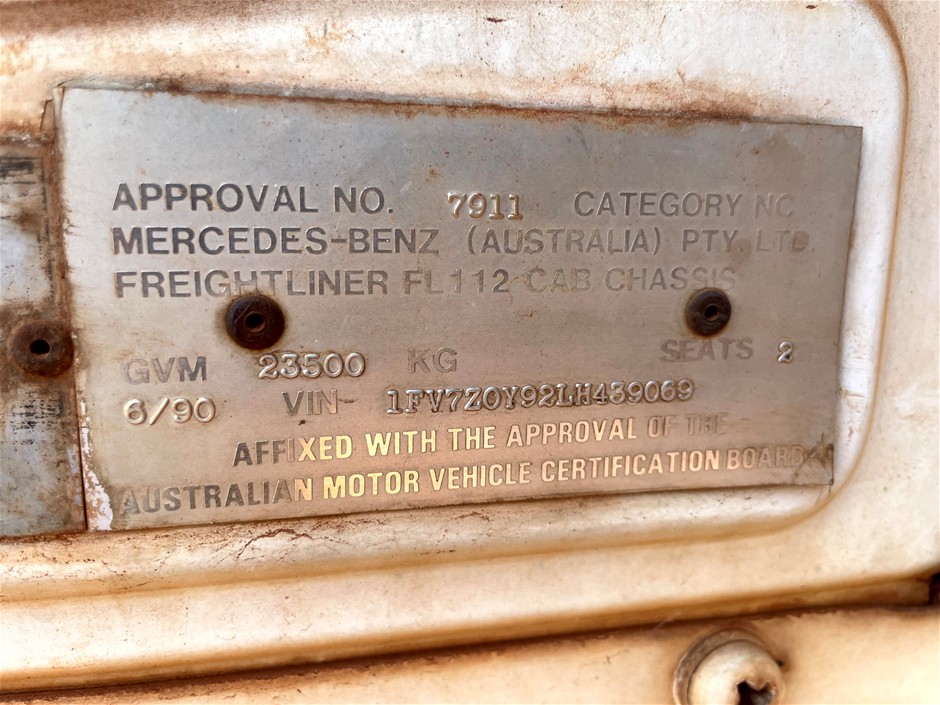 APPROVAL NO. 7911 CATEGORY NC
MERCEDES-BENZ (AUSTRALIA) PTY. LTD.
FREIGHTLINER FL112 CAB CHASSIS
GVM 23500 KG SEATS 2
6/90 VIN- 1FV7Z0Y92LH439069
AFFIXED WITH THE APPROVAL OF THE
AUSTRALIAN MOTOR VEHICLE CERTIFICATION BOARD